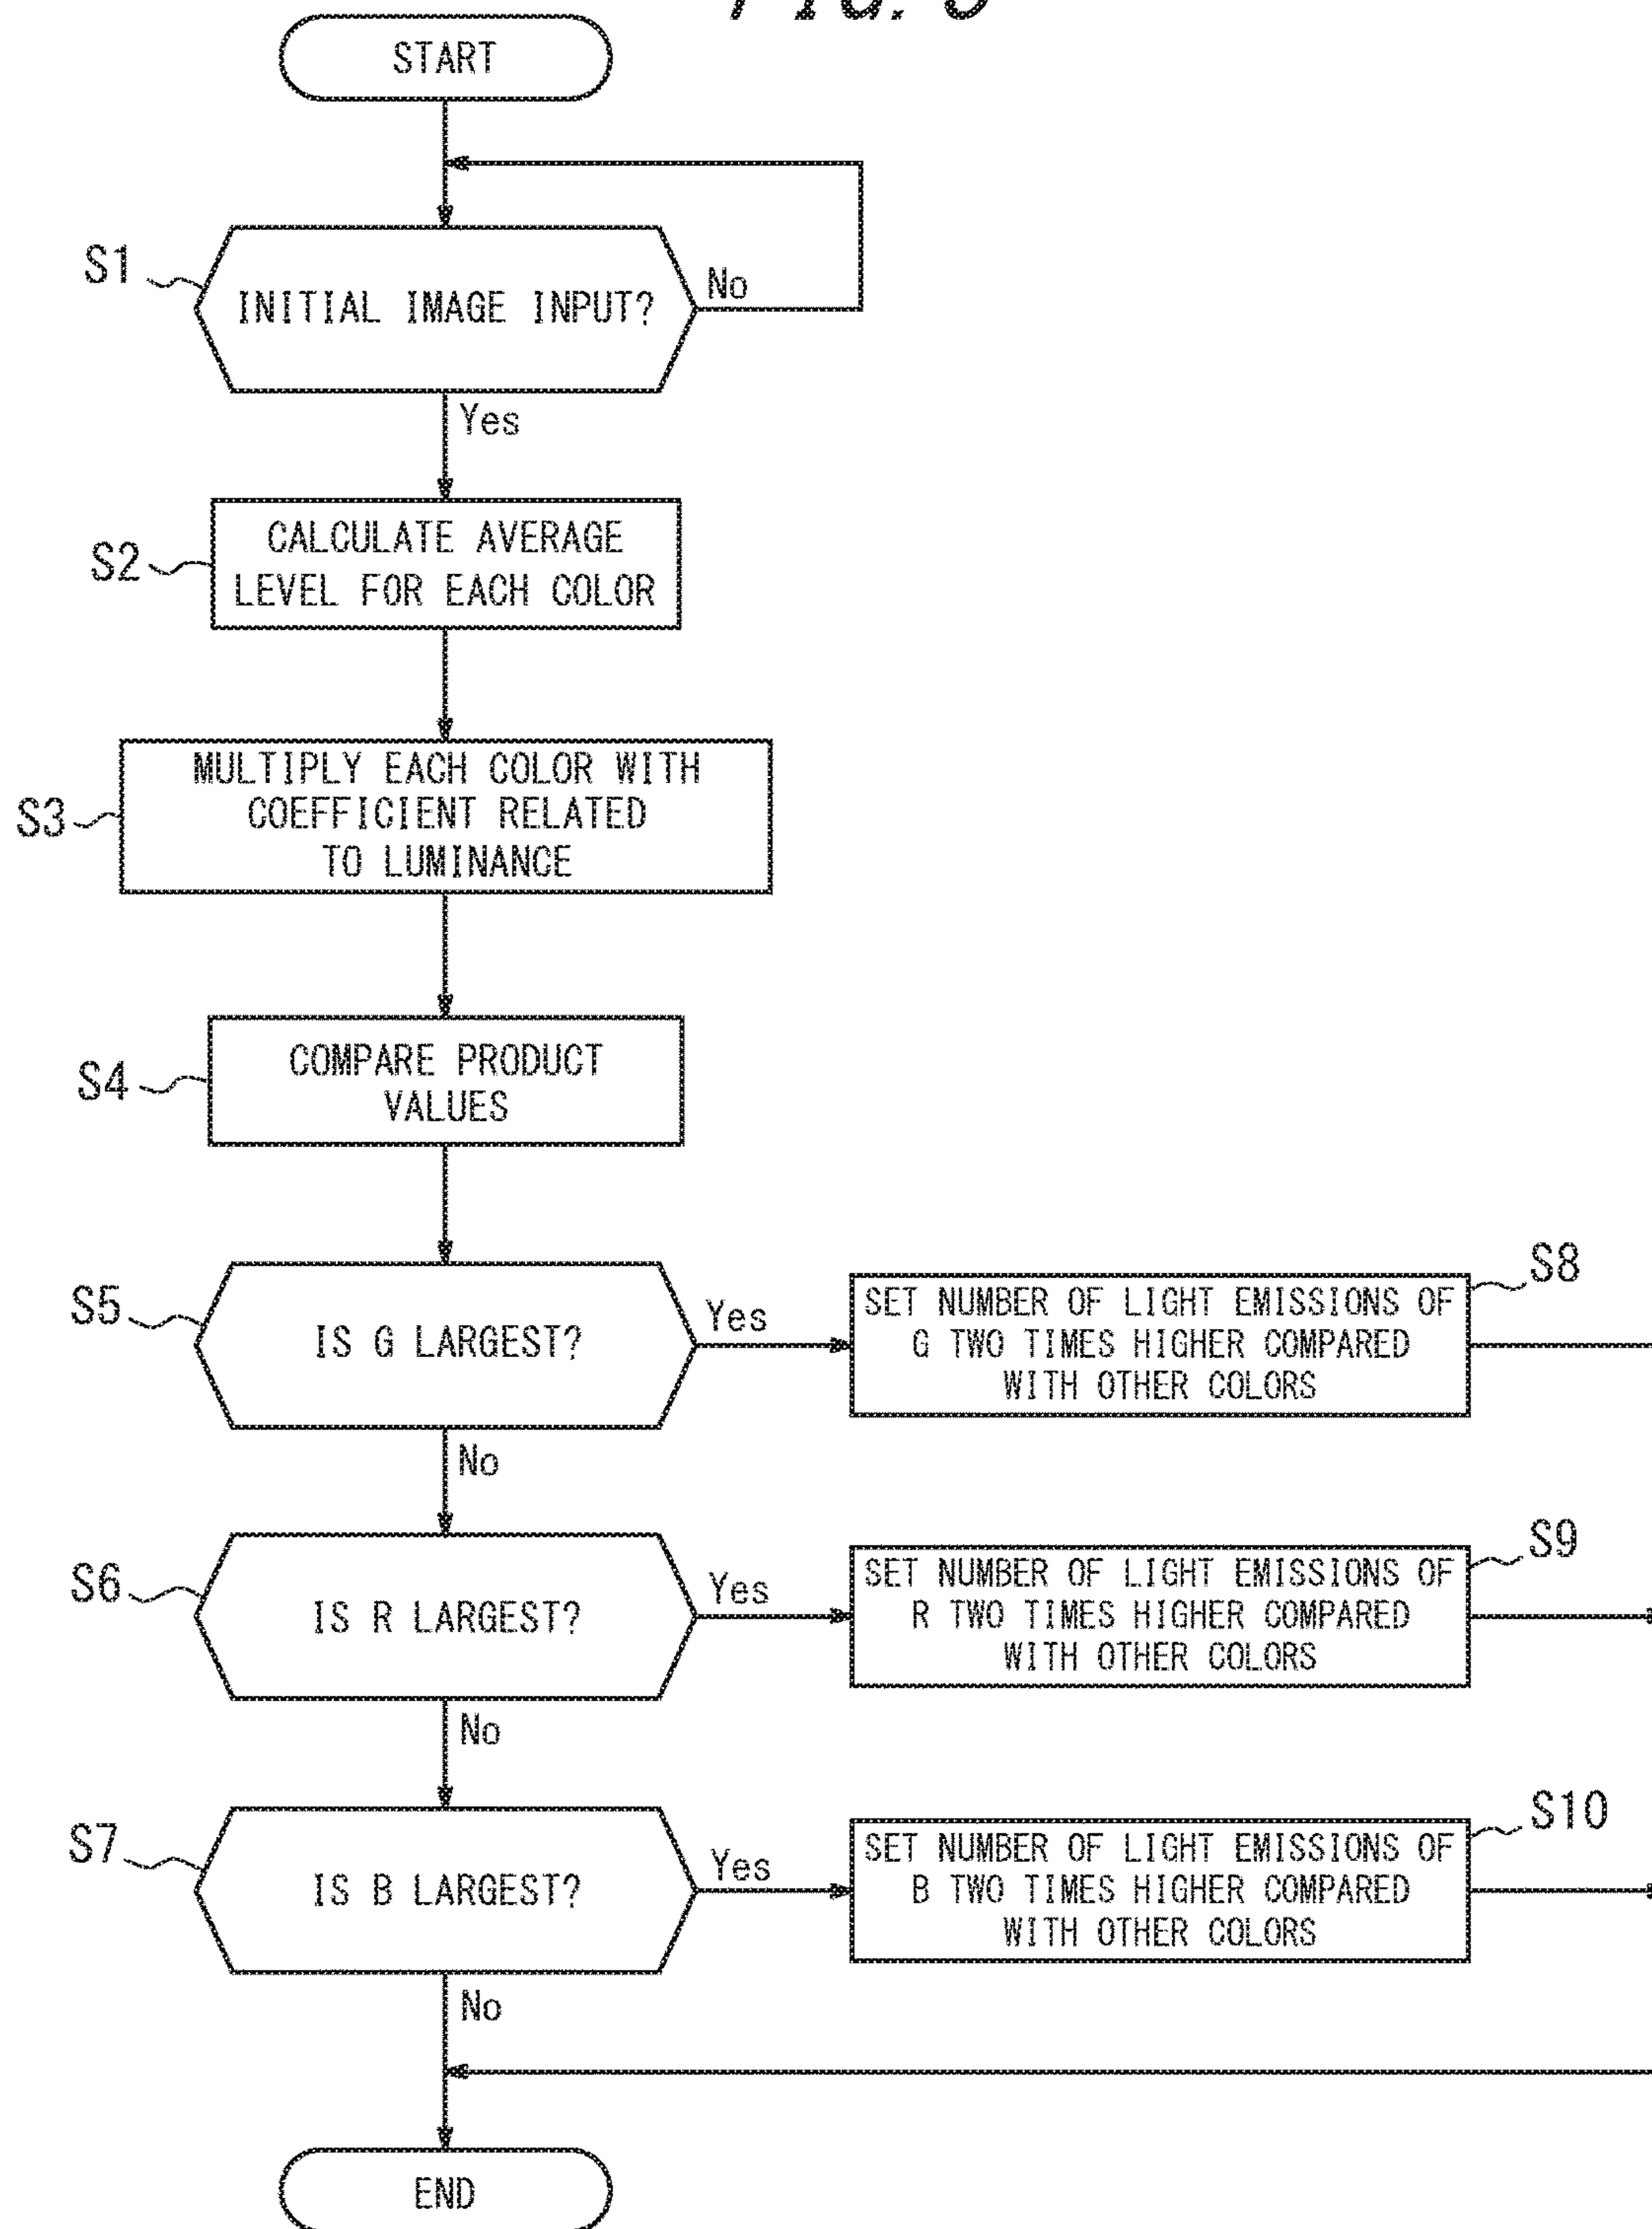 START
S1
INITIAL IMAGE INPUT?
No
Yes
S2
CALCULATE AVERAGE
LEVEL FOR EACH COLOR
S3
MULTIPLY EACH COLOR WITH
COEFFICIENT RELATED
TO LUMINANCE
S4
COMPARE PRODUCT
VALUES
S5
IS G LARGEST?
Yes
S8
SET NUMBER OF LIGHT EMISSIONS OF
G TWO TIMES HIGHER COMPARED
WITH OTHER COLORS
No
S6
IS R LARGEST?
Yes
S9
SET NUMBER OF LIGHT EMISSIONS OF
R TWO TIMES HIGHER COMPARED
WITH OTHER COLORS
No
S7
IS B LARGEST?
Yes
S10
SET NUMBER OF LIGHT EMISSIONS OF
B TWO TIMES HIGHER COMPARED
WITH OTHER COLORS
No
END